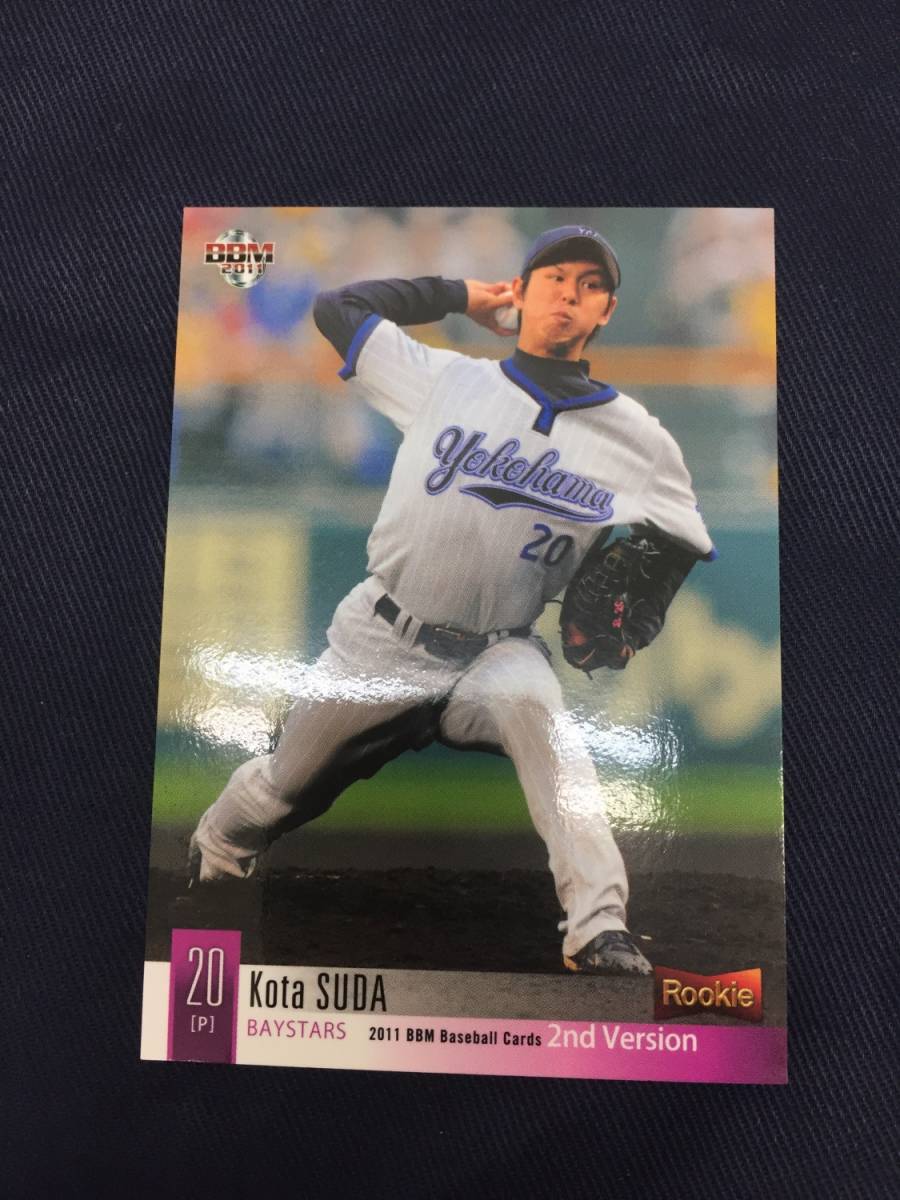 BBM
2011
Yokohama
20
20
[P]
Kota SUDA
Rookie
BAYSTARS
2011 BBM Baseball Cards 2nd Version